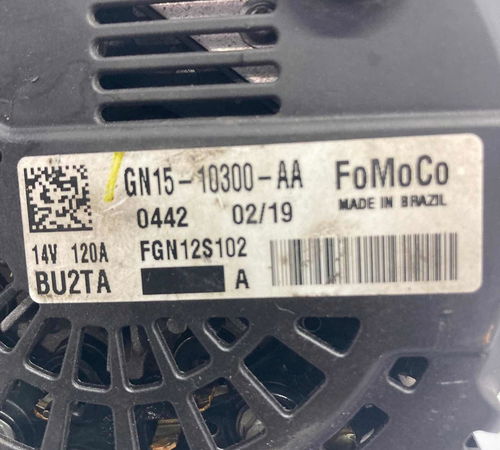 GN15-10300-AA FoMoCo
0442 02/19 MADE IN BRAZIL
14V 120A FGN12S102
BU2TA A